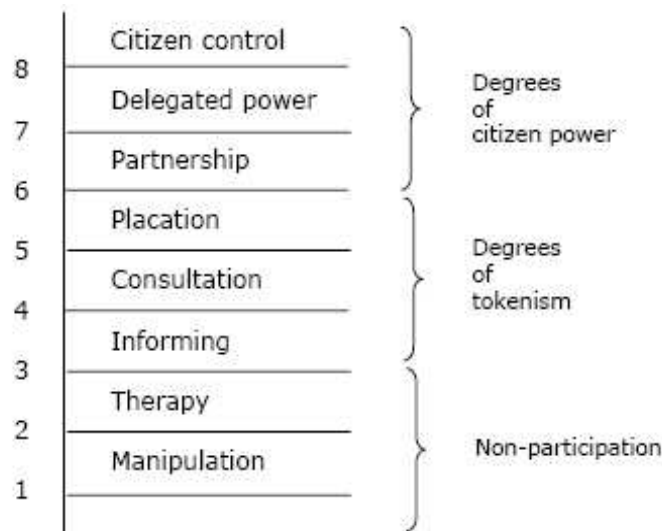 Citizen control
8
Delegated power
7
Partnership
6
Placation
5
Consultation
4
Informing
3
Therapy
2
Manipulation
1
Degrees
of
citizen power
Degrees
of
tokenism
Non-participation